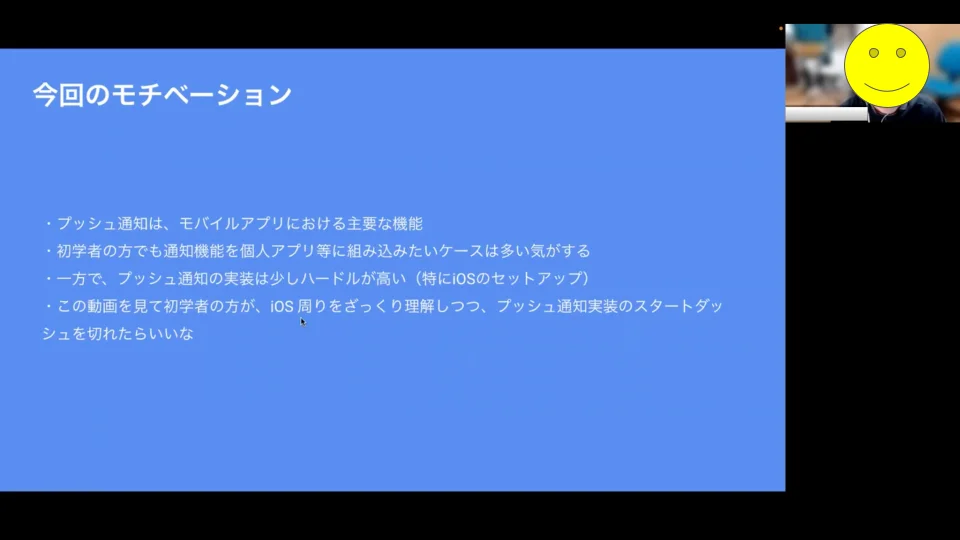 今回のモチベーション
・プッシュ通知は、モバイルアプリにおける主要な機能
・初学者の方でも通知機能を個人アプリ等に組み込みたいケースは多い気がする
・一方で、プッシュ通知の実装は少しハードルが高い（特にiOSのセットアップ）
・この動画を見て初学者の方が、iOS 周りをざっくり理解しつつ、プッシュ通知実装のスタートダッ
シュを切れたらいいな